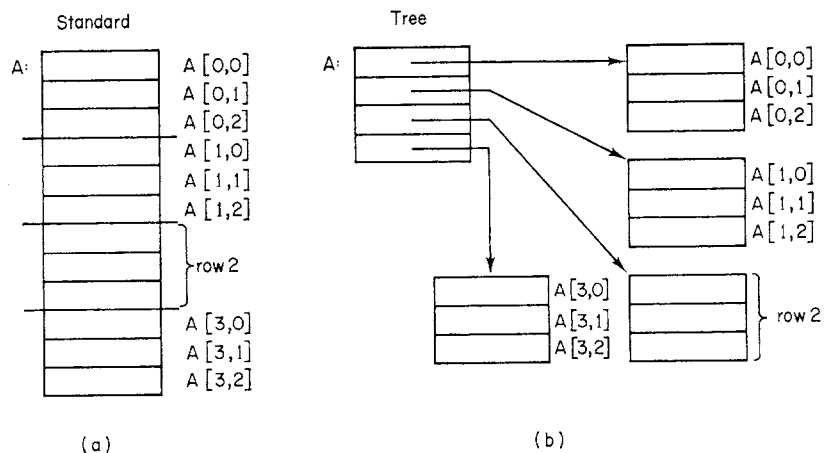 Standard
A:
A[0,0]
A[0,1]
A[0,2]
A[1,0]
A[1,1]
A[1,2]
row 2
A[3,0]
A[3,1]
A[3,2]
(a)
Tree
A:
A[0,0]
A[0,1]
A[0,2]
A[1,0]
A[1,1]
A[1,2]
A[3,0]
A[3,1]
A[3,2]
row 2
(b)